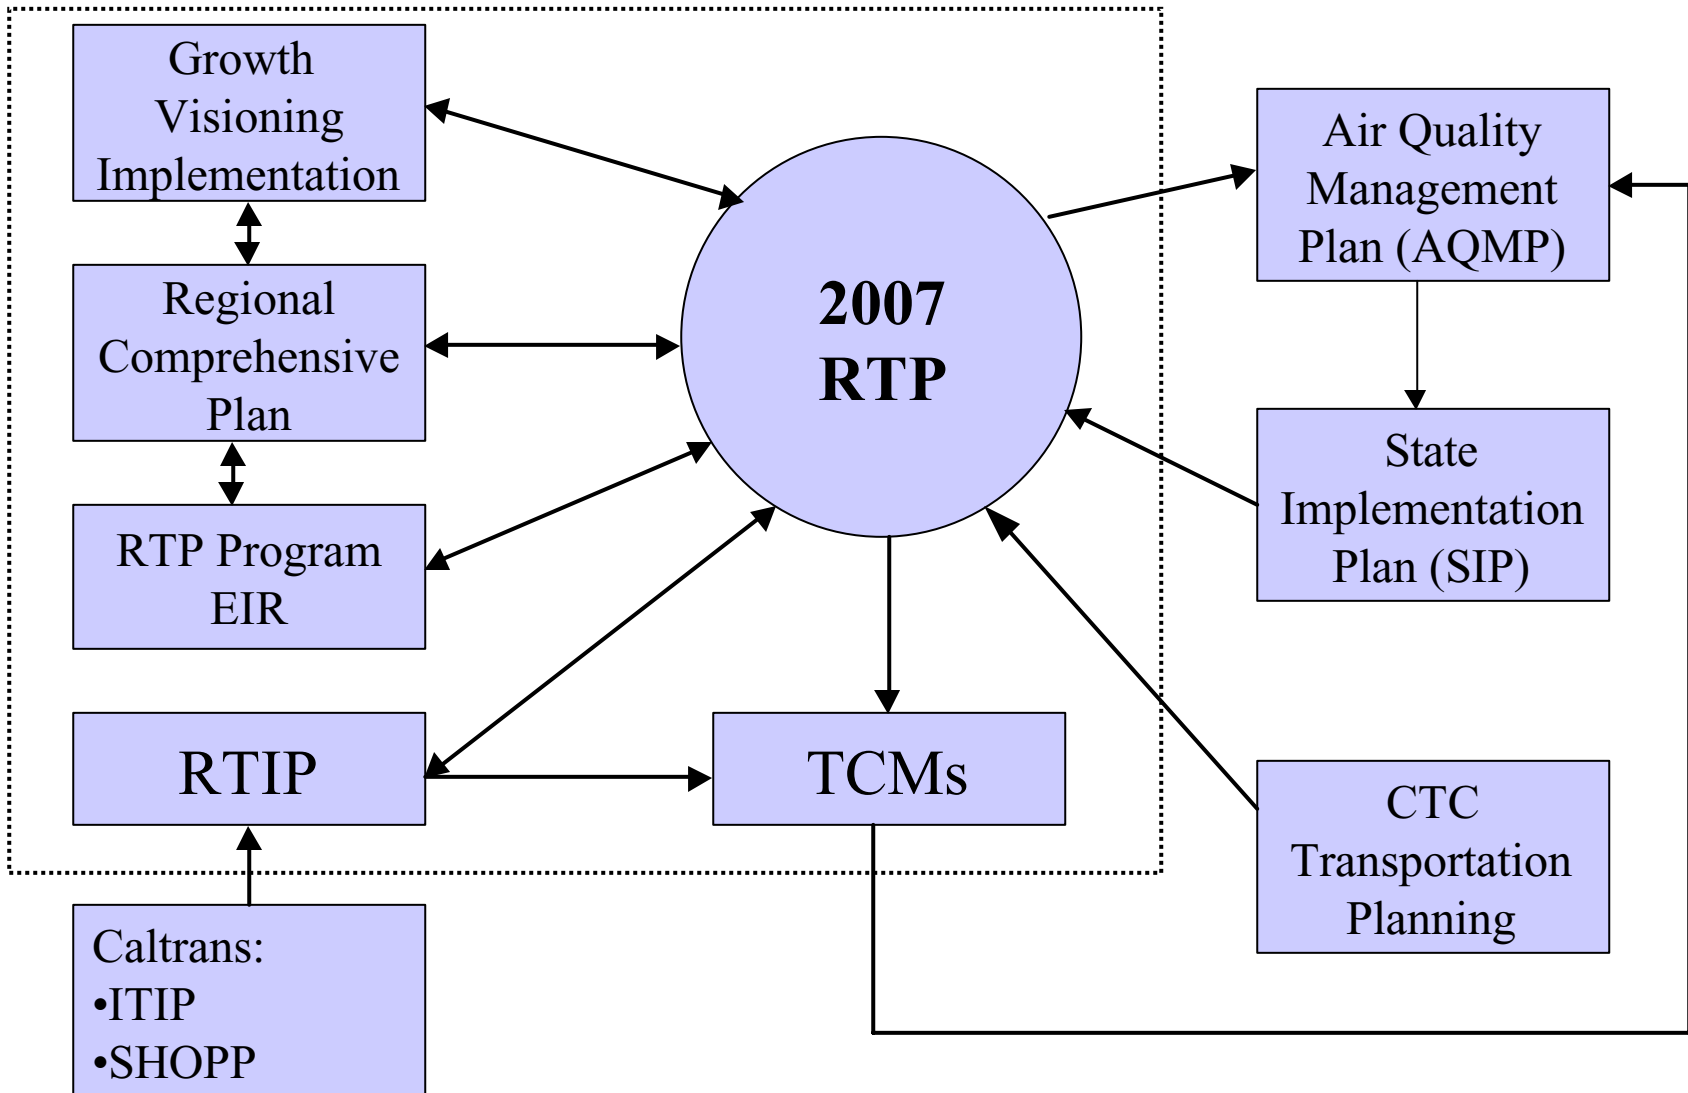 Growth
Visioning
Implementation
Regional
Comprehensive
Plan
RTP Program
EIR
RTIP
Caltrans:
•ITIP
•SHOPP
2007
RTP
TCMs
Air Quality
Management
Plan (AQMP)
State
Implementation
Plan (SIP)
CTC
Transportation
Planning